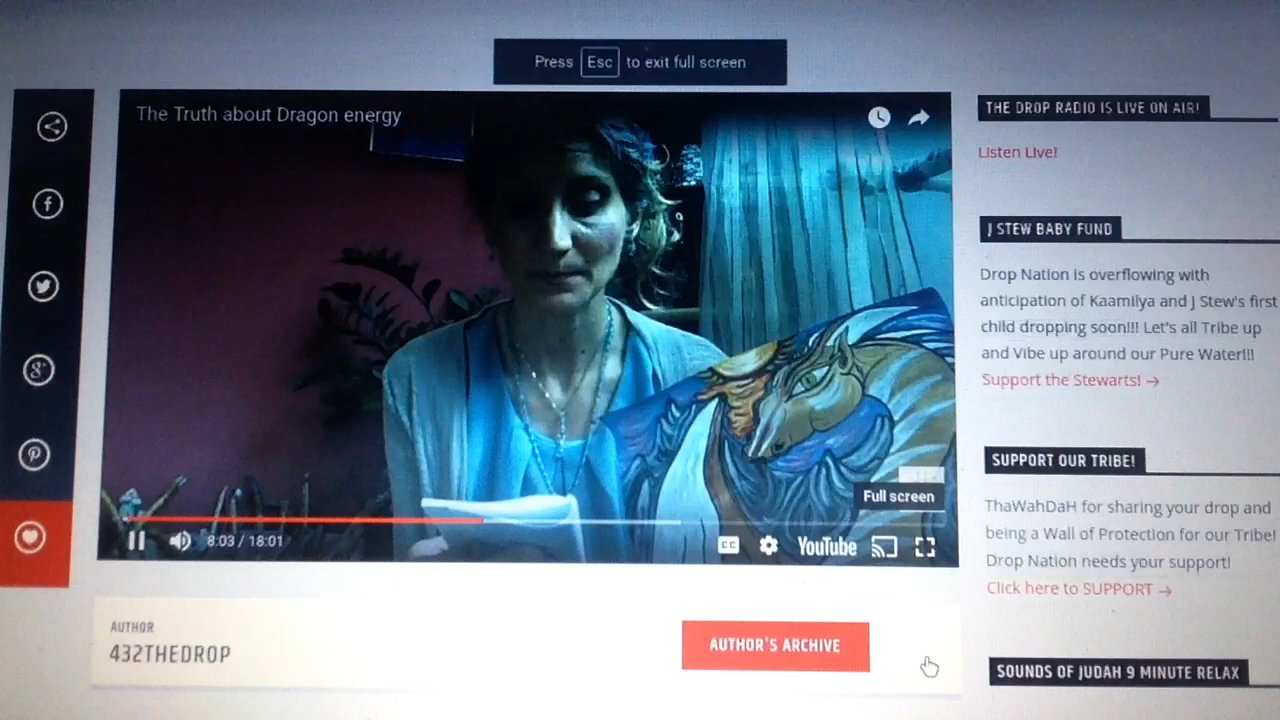 Press Esc to exit full screen
The Truth about Dragon energy
Full screen
8:03 / 18:01
CC
YouTube
AUTHOR
432THEDROP
AUTHOR'S ARCHIVE
THE DROP RADIO IS LIVE ON AIR!
Listen Live!
J STEW BABY FUND
Drop Nation is overflowing with
anticipation of Kaamilya and J Stew's first
child dropping soon!!! Let's all Tribe up
and Vibe up around our Pure Water!!!
Support the Stewarts! →
SUPPORT OUR TRIBE!
ThaWahDaH for sharing your drop and
being a Wall of Protection for our Tribe!
Drop Nation needs your support!
Click here to SUPPORT →
SOUNDS OF JUDAH 9 MINUTE RELAX